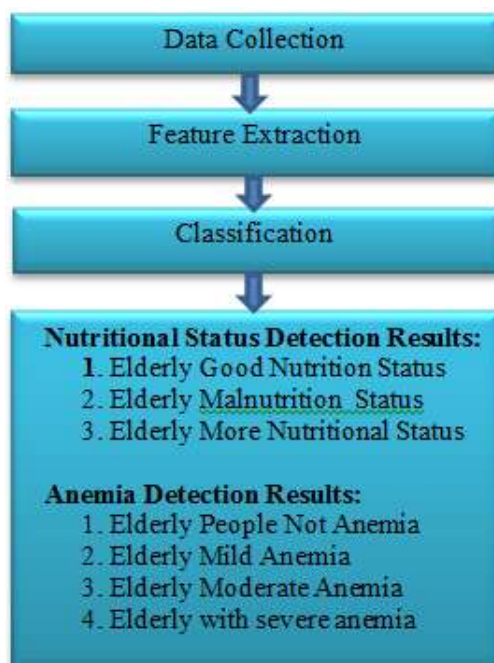 Data Collection
Feature Extraction
Classification
Nutritional Status Detection Results:
1. Elderly Good Nutrition Status
2. Elderly Malnutrition Status
3. Elderly More Nutritional Status
Anemia Detection Results:
1. Elderly People Not Anemia
2. Elderly Mild Anemia
3. Elderly Moderate Anemia
4. Elderly with severe anemia